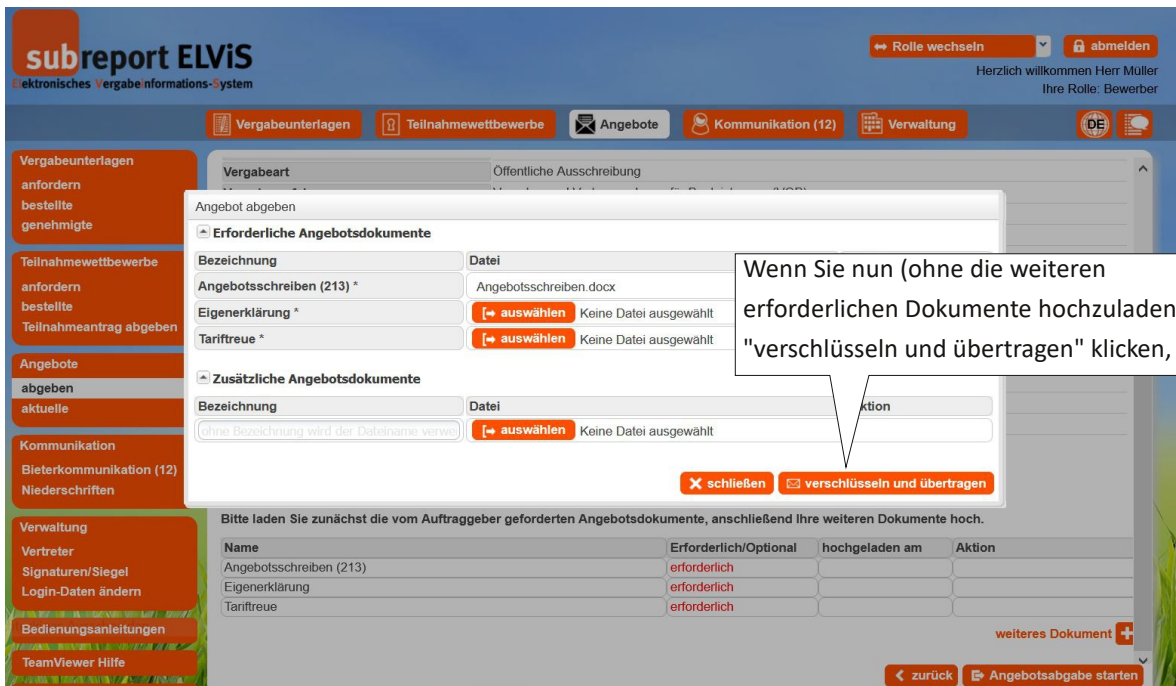 subreport ELViS
Elektronisches Vergabeinformations-System
Rolle wechseln
abmelden
Herzlich willkommen Herr Müller
Ihre Rolle: Bewerber
Vergabeunterlagen
Teilnahmewettbewerbe
Angebote
Kommunikation (12)
Verwaltung
DE
Vergabeunterlagen
anfordern
bestellte
genehmigte
Teilnahmewettbewerbe
anfordern
bestellte
Teilnahmeantrag abgeben
Angebote
abgeben
aktuelle
Kommunikation
Bieterkommunikation (12)
Niederschriften
Verwaltung
Vertreter
Signaturen/Siegel
Login-Daten ändern
Bedienungsanleitungen
TeamViewer Hilfe
Vergabeart Öffentliche Ausschreibung
Angebot abgeben
Erforderliche Angebotsdokumente
Bezeichnung Datei
Angebotsschreiben (213) * Angebotsschreiben.docx
Eigenerklärung * auswählen Keine Datei ausgewählt
Tariftreue * auswählen Keine Datei ausgewählt
Wenn Sie nun (ohne die weiteren
erforderlichen Dokumente hochzuladen
"verschlüsseln und übertragen" klicken,
Zusätzliche Angebotsdokumente
Bezeichnung Datei ktion
ohne Bezeichnung wird der Dateiname verwe auswählen Keine Datei ausgewählt
schließen verschlüsseln und übertragen
Bitte laden Sie zunächst die vom Auftraggeber geforderten Angebotsdokumente, anschließend Ihre weiteren Dokumente hoch.
Name Erforderlich/Optional hochgeladen am Aktion
Angebotsschreiben (213) erforderlich
Eigenerklärung erforderlich
Tariftreue erforderlich
weiteres Dokument
zurück Angebotsabgabe starten